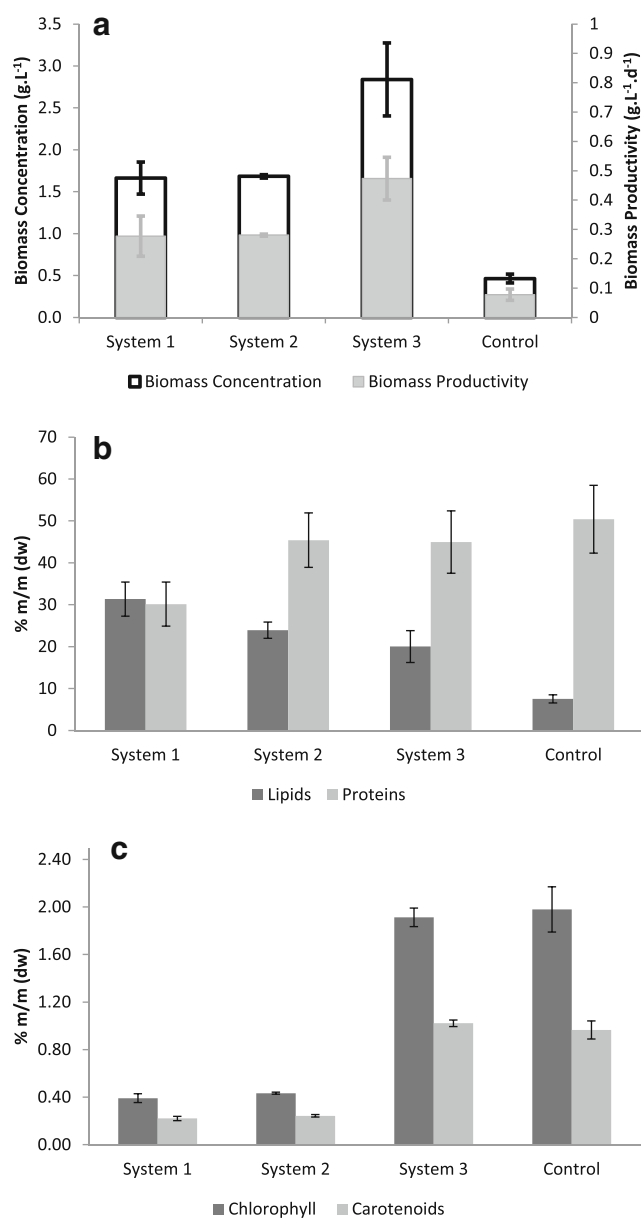 a
Biomass Concentration (g.L-1)
3.5
3.0
2.5
2.0
1.5
1.0
0.5
0.0
1
0.9
0.8
0.7
0.6
0.5
0.4
0.3
0.2
0.1
0
Biomass Productivity (g.L-1.d-1)
System 1 System 2 System 3 Control
Biomass Concentration Biomass Productivity
b
% m/m (dw)
70
60
50
40
30
20
10
0
System 1 System 2 System 3 Control
Lipids Proteins
c
% m/m (dw)
2.40
2.00
1.60
1.20
0.80
0.40
0.00
System 1 System 2 System 3 Control
Chlorophyll Carotenoids